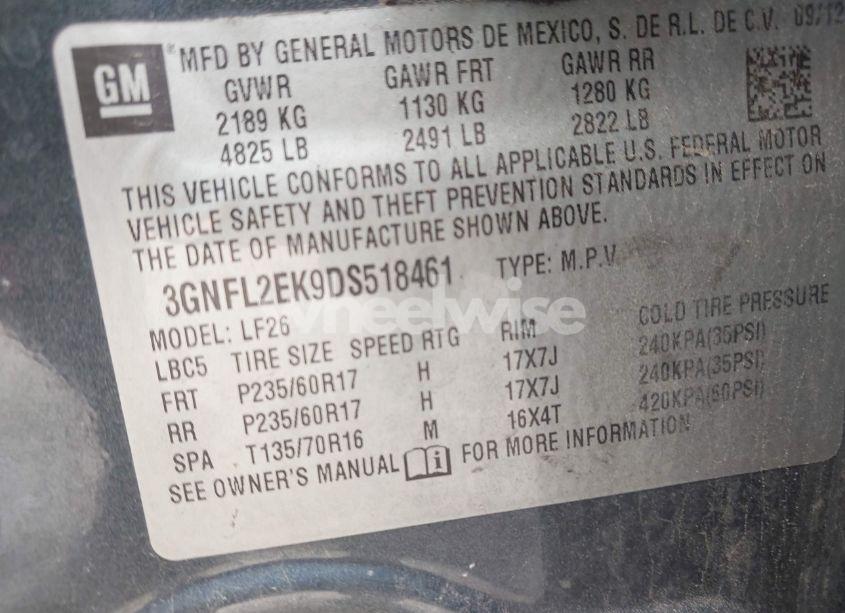 GM
MFD BY GENERAL MOTORS DE MEXICO, S. DE R.L. DE C.V. 09/12
GVWR GAWR FRT GAWR RR
2189 KG 1130 KG 1280 KG
4825 LB 2491 LB 2822 LB
THIS VEHICLE CONFORMS TO ALL APPLICABLE U.S. FEDERAL MOTOR
VEHICLE SAFETY AND THEFT PREVENTION STANDARDS IN EFFECT ON
THE DATE OF MANUFACTURE SHOWN ABOVE.
3GNFL2EK9DS518461 TYPE: M.P.V
wheelwise
MODEL: LF26
LBC5 TIRE SIZE SPEED RTG RIM COLD TIRE PRESSURE
FRT P235/60R17 H 17X7J 240KPA(35PSI)
RR P235/60R17 H 17X7J 240KPA(35PSI)
SPA T135/70R16 M 16X4T 420KPA(60PSI)
SEE OWNER'S MANUAL i FOR MORE INFORMATION